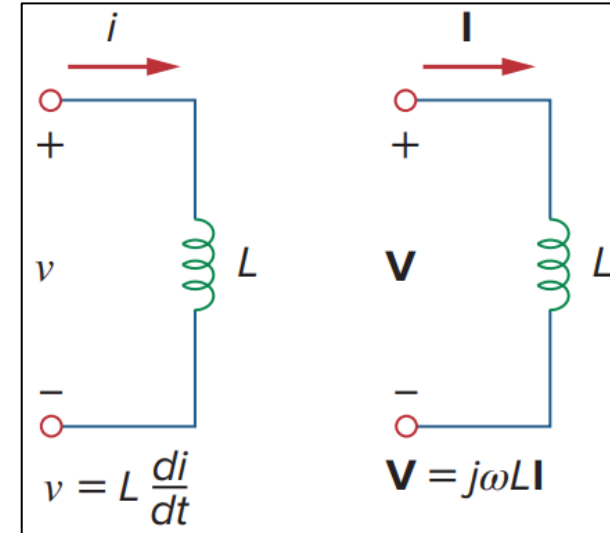 i I
+ +
v L V L
− −
v = L di/dt V = jωLI